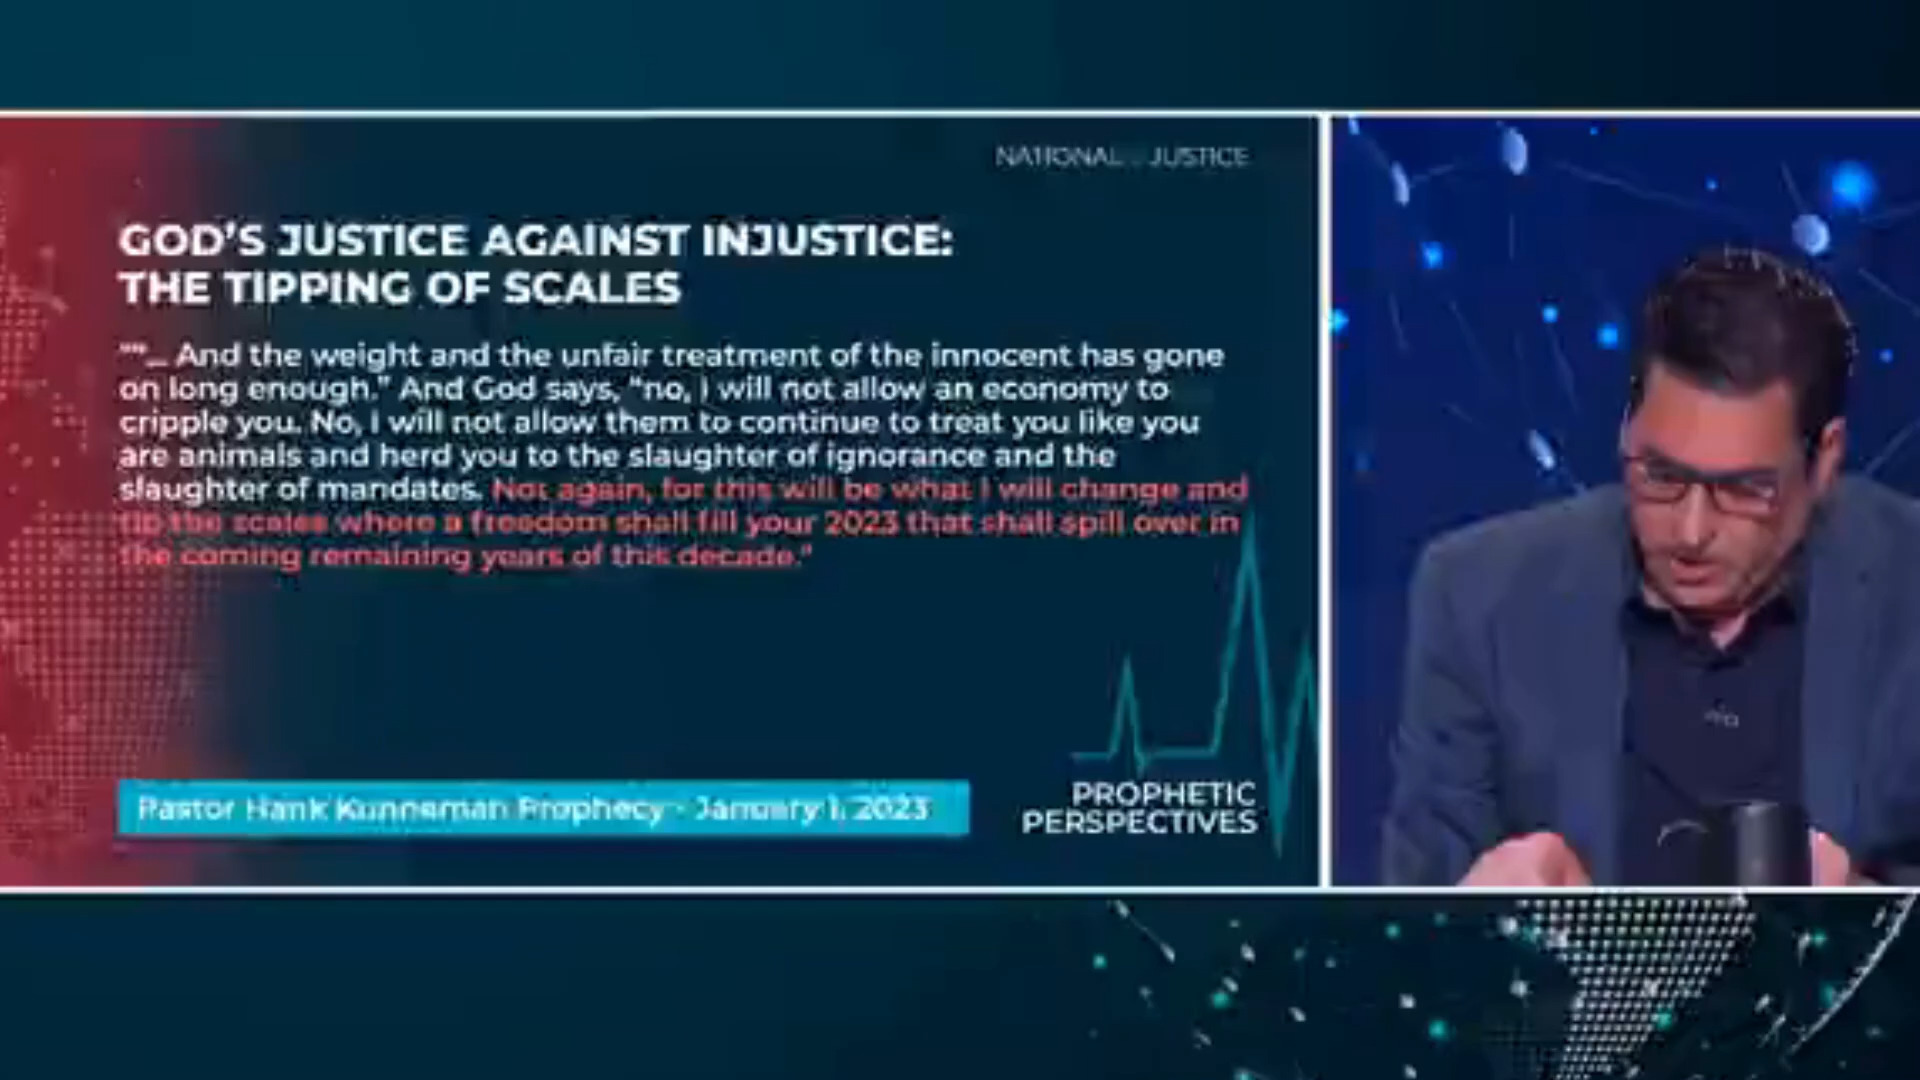 NATIONAL - JUSTICE
GOD'S JUSTICE AGAINST INJUSTICE:
THE TIPPING OF SCALES
""... And the weight and the unfair treatment of the innocent has gone
on long enough." And God says, "no, I will not allow an economy to
cripple you. No, I will not allow them to continue to treat you like you
are animals and herd you to the slaughter of ignorance and the
slaughter of mandates. Not again, for this will be what I will change and
tip the scales where a freedom shall fill your 2023 that shall spill over in
the coming remaining years of this decade."
Pastor Hank Kunneman Prophecy - January 1, 2023
PROPHETIC
PERSPECTIVES